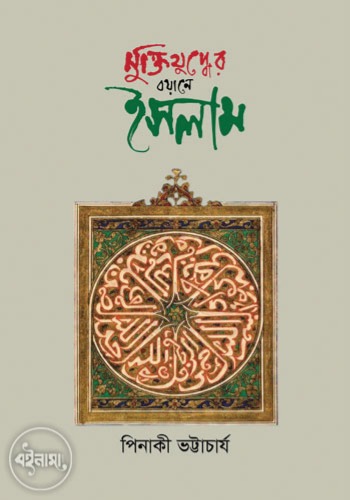 মুক্তিযুদ্ধের
বয়ানে
ইসলাম
পিনাকী ভট্টাচার্য
বইনামা